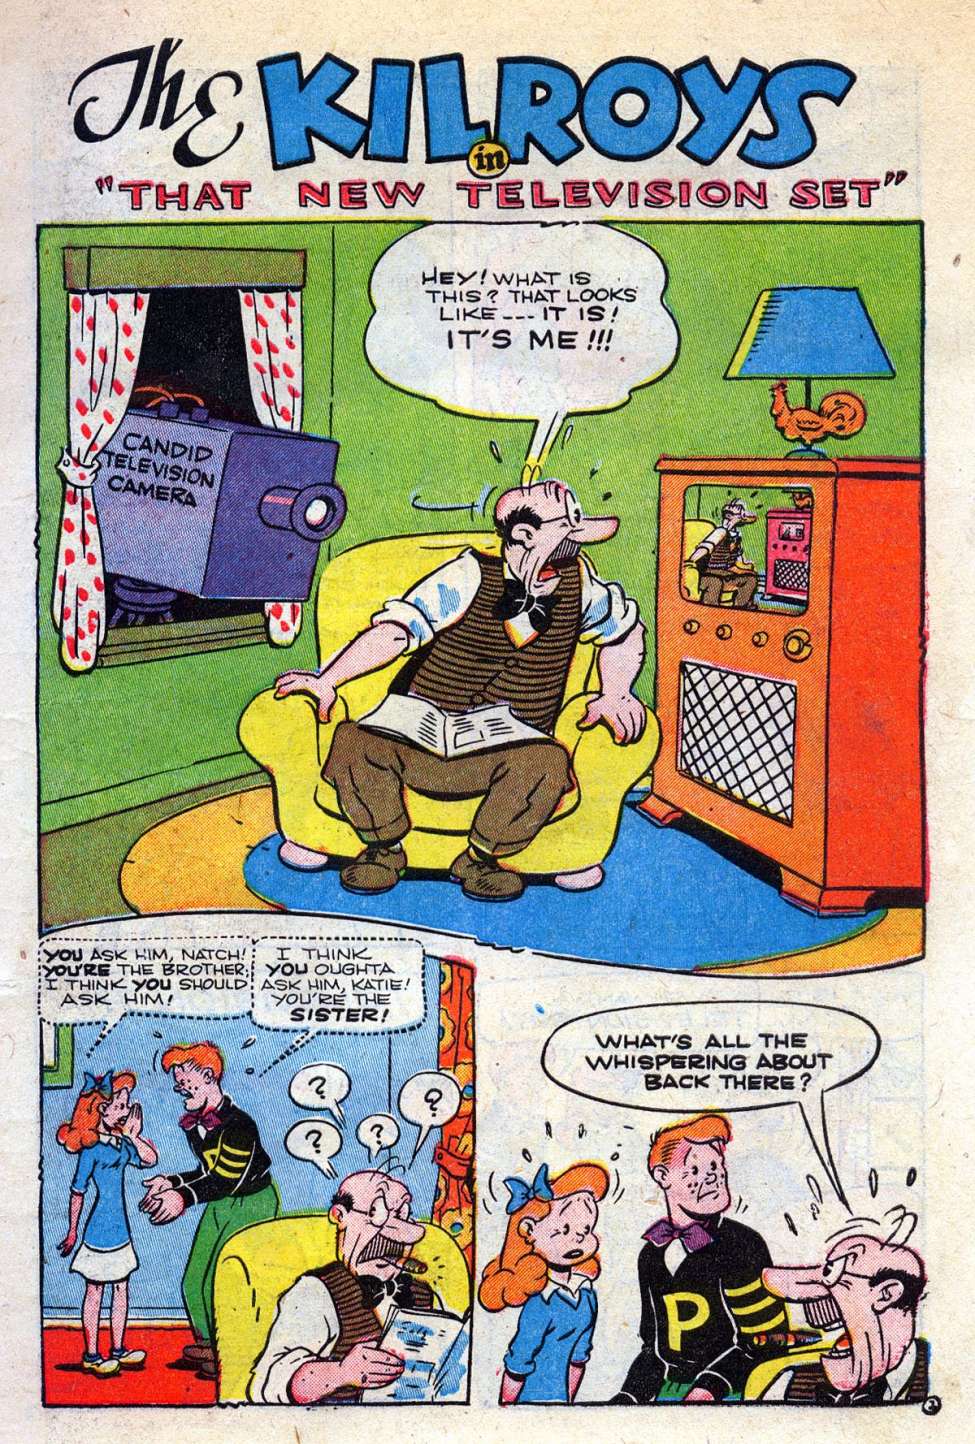 The KILROYS
in
"THAT NEW TELEVISION SET"
HEY! WHAT IS
THIS? THAT LOOKS
LIKE --- IT IS!
IT'S ME!!!
CANDID
TELEVISION
CAMERA
YOU ASK HIM, NATCH!
YOU'RE THE BROTHER;
I THINK YOU SHOULD
ASK HIM!
I THINK
YOU OUGHTA
ASK HIM, KATIE!
YOU'RE THE
SISTER!
?
?
?
?
WHAT'S ALL THE
WHISPERING ABOUT
BACK THERE?
P
2